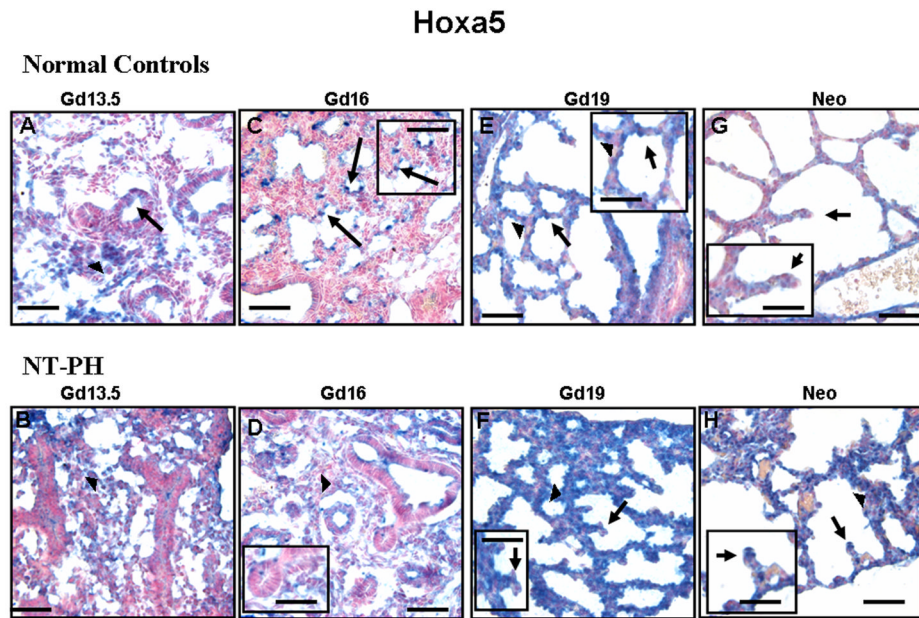 Hoxa5
Normal Controls
Gd13.5 Gd16 Gd19 Neo
A C E G
NT-PH
Gd13.5 Gd16 Gd19 Neo
B D F H